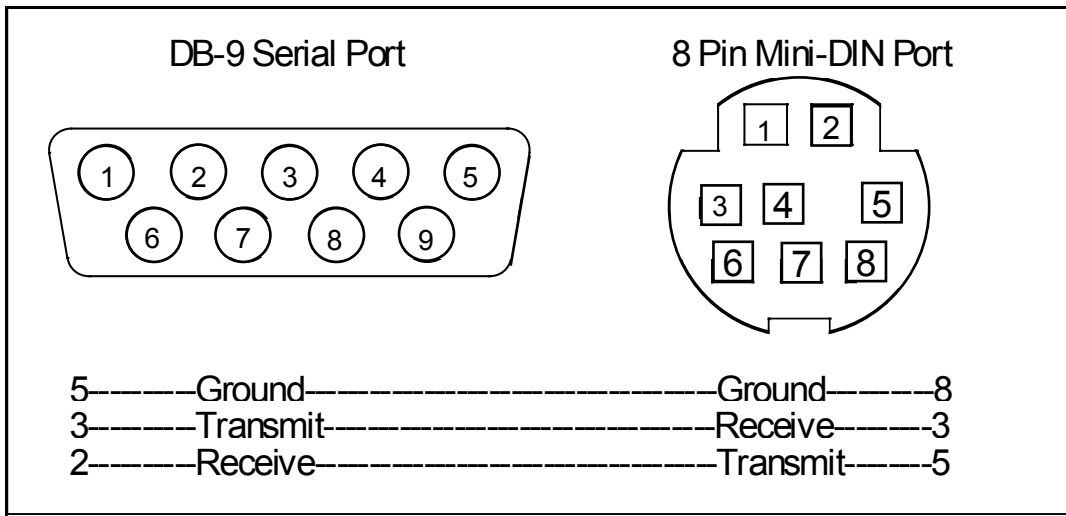 DB-9 Serial Port 8 Pin Mini-DIN Port
1 2
1 2 3 4 5
3 4 5
6 7 8 9
6 7 8
5----------Ground------------------------------------Ground---------8
3---------Transmit----------------------------------Receive---------3
2---------Receive-----------------------------------Transmit--------5